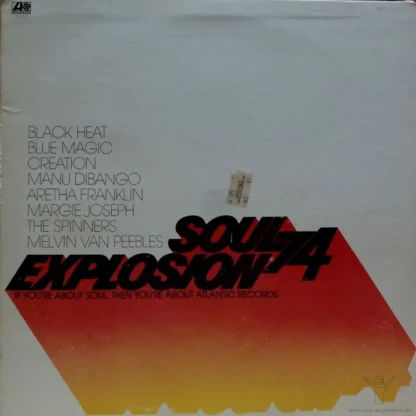 BLACK HEAT
BLUE MAGIC
CREATION
MANU DIBANGO
ARETHA FRANKLIN
MARGIE JOSEPH
THE SPINNERS
MELVIN VAN PEEBLES
SOUL
EXPLOSION 74
IF YOU'RE ABOUT SOUL, THEN YOU'RE ABOUT ATLANTIC RECORDS